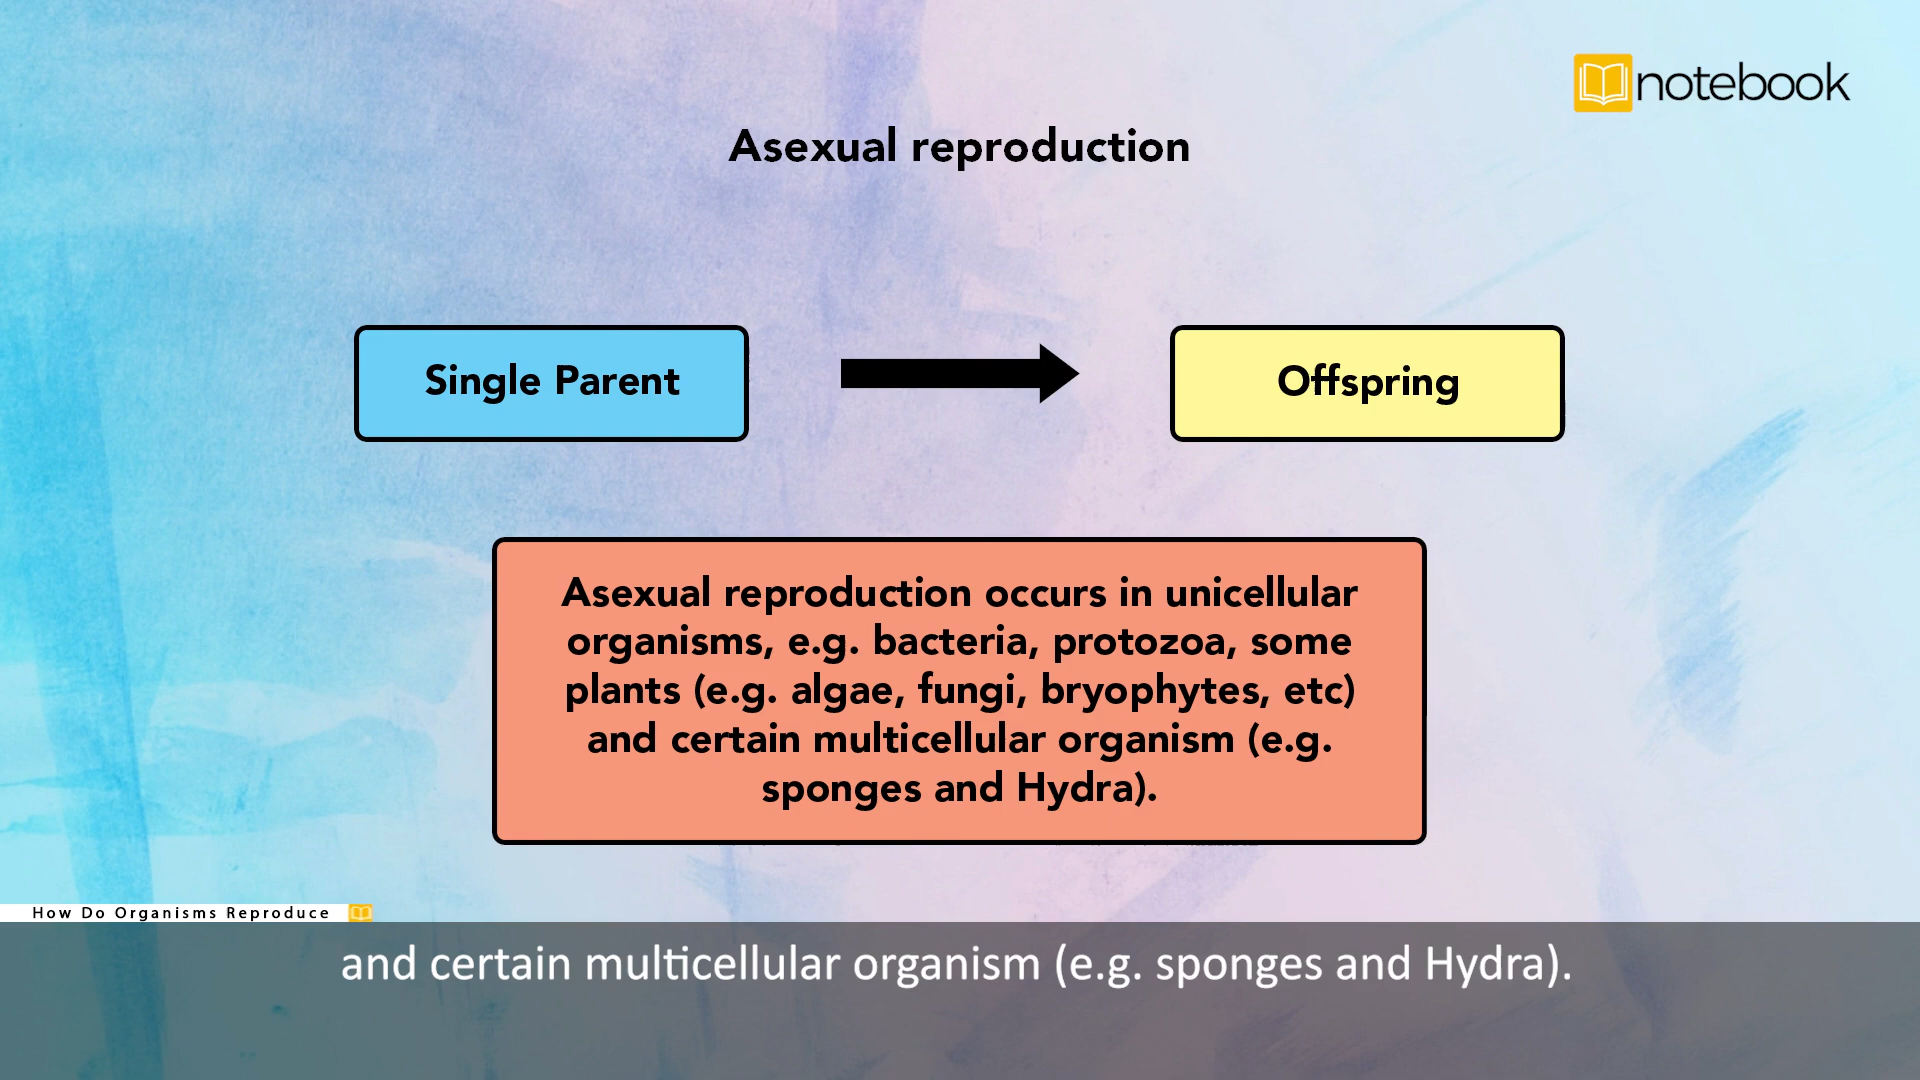 notebook
Asexual reproduction
Single Parent
Offspring
Asexual reproduction occurs in unicellular
organisms, e.g. bacteria, protozoa, some
plants (e.g. algae, fungi, bryophytes, etc)
and certain multicellular organism (e.g.
sponges and Hydra).
How Do Organisms Reproduce
and certain multicellular organism (e.g. sponges and Hydra).